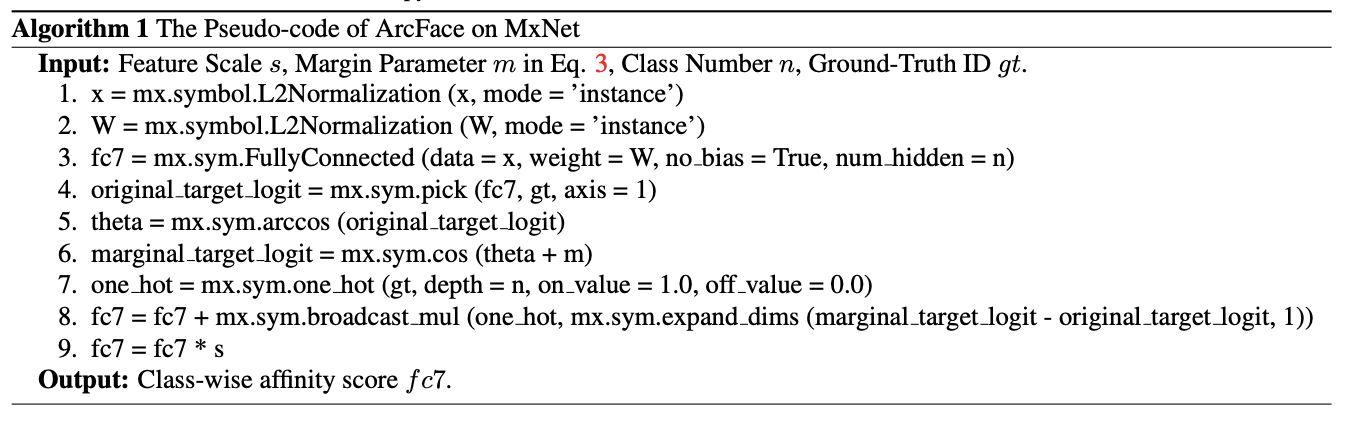 Algorithm 1 The Pseudo-code of ArcFace on MxNet
Input: Feature Scale s, Margin Parameter m in Eq. 3, Class Number n, Ground-Truth ID gt.
1. x = mx.symbol.L2Normalization (x, mode = 'instance')
2. W = mx.symbol.L2Normalization (W, mode = 'instance')
3. fc7 = mx.sym.FullyConnected (data = x, weight = W, no_bias = True, num_hidden = n)
4. original_target_logit = mx.sym.pick (fc7, gt, axis = 1)
5. theta = mx.sym.arccos (original_target_logit)
6. marginal_target_logit = mx.sym.cos (theta + m)
7. one_hot = mx.sym.one_hot (gt, depth = n, on_value = 1.0, off_value = 0.0)
8. fc7 = fc7 + mx.sym.broadcast_mul (one_hot, mx.sym.expand_dims (marginal_target_logit - original_target_logit, 1))
9. fc7 = fc7 * s
Output: Class-wise affinity score fc7.